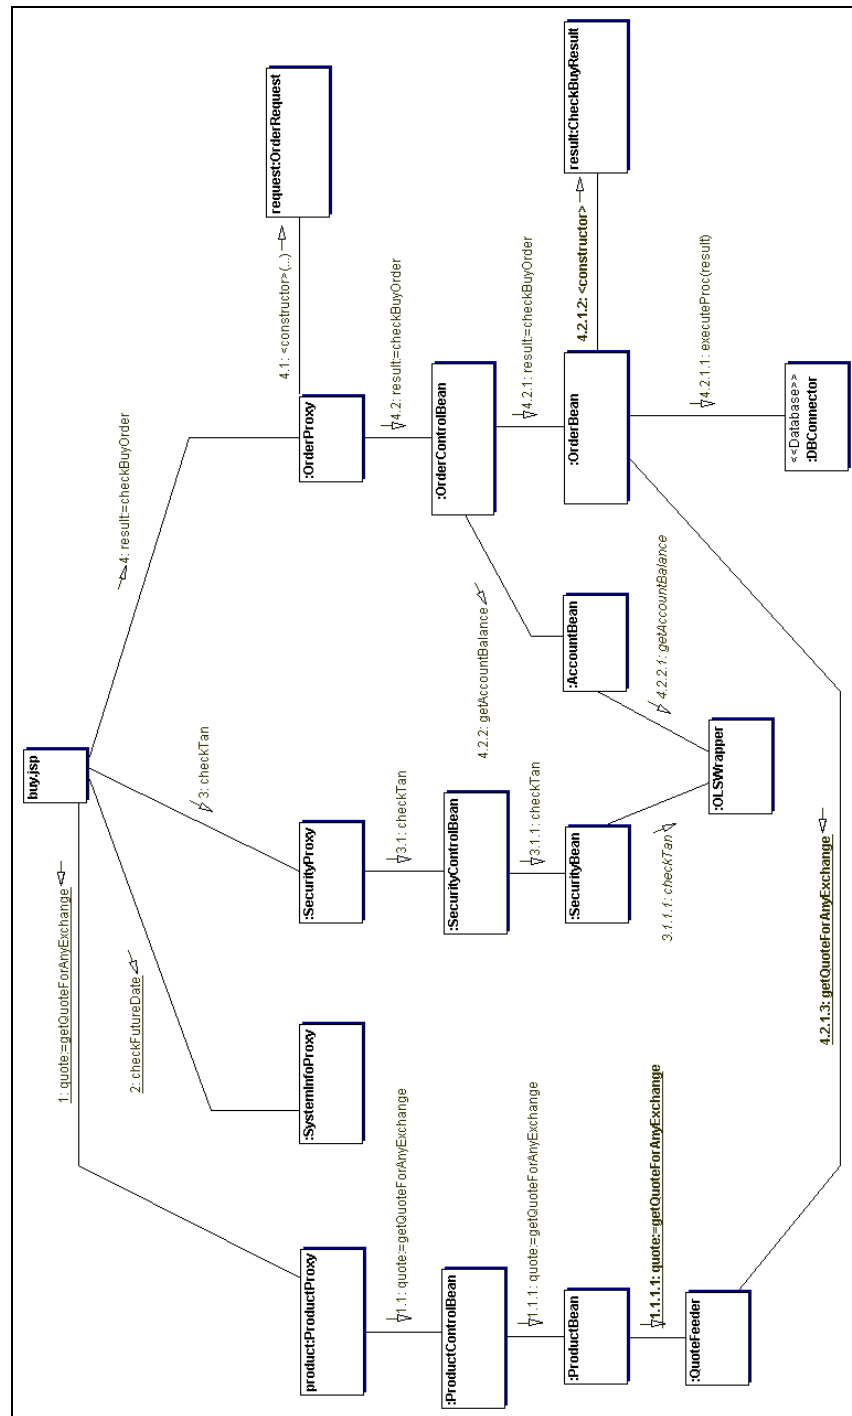 buy.jsp
1: quote:=getQuoteForAnyExchange
2: checkFutureDate
3: checkTan
4: result:=checkBuyOrder
product:ProductProxy
:SystemInfoProxy
:SecurityProxy
:OrderProxy
4.1: <constructor>(...)
request:OrderRequest
1.1: quote:=getQuoteForAnyExchange
3.1: checkTan
4.2: result:=checkBuyOrder
:ProductControlBean
:SecurityControlBean
:OrderControlBean
1.1.1: quote:=getQuoteForAnyExchange
3.1.1: checkTan
4.2.2: getAccountBalance
4.2.1: result:=checkBuyOrder
:ProductBean
:SecurityBean
:AccountBean
:OrderBean
4.2.1.2: <constructor>
result:CheckBuyResult
1.1.1.1: quote:=getQuoteForAnyExchange
3.1.1.1: checkTan
4.2.2.1: getAccountBalance
4.2.1.1: executeProc(result)
:QuoteFeeder
:OLSWrapper
<<Database>>
:DBConnector
4.2.1.3: getQuoteForAnyExchange